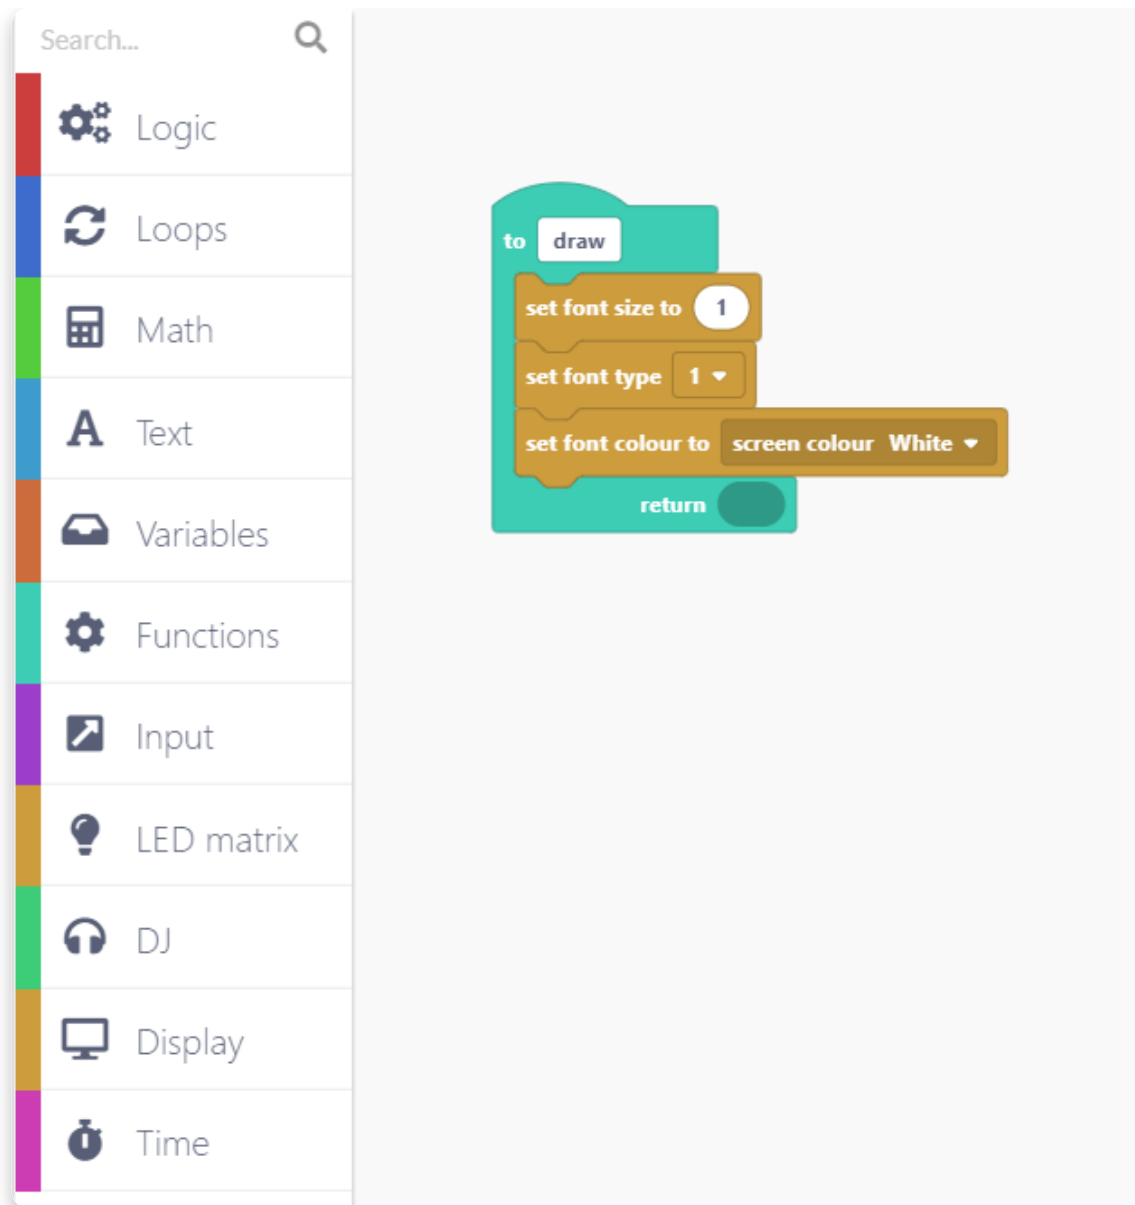 Search...
Logic
Loops
Math
Text
Variables
Functions
Input
LED matrix
DJ
Display
Time
to draw
set font size to 1
set font type 1
set font colour to screen colour White
return